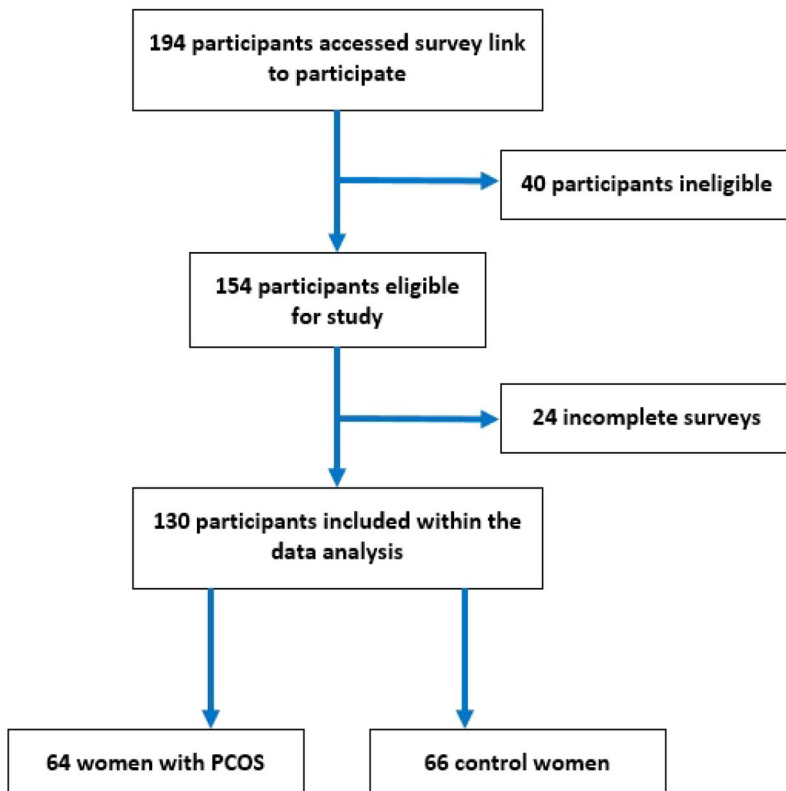 194 participants accessed survey link
to participate
40 participants ineligible
154 participants eligible
for study
24 incomplete surveys
130 participants included within the
data analysis
64 women with PCOS
66 control women